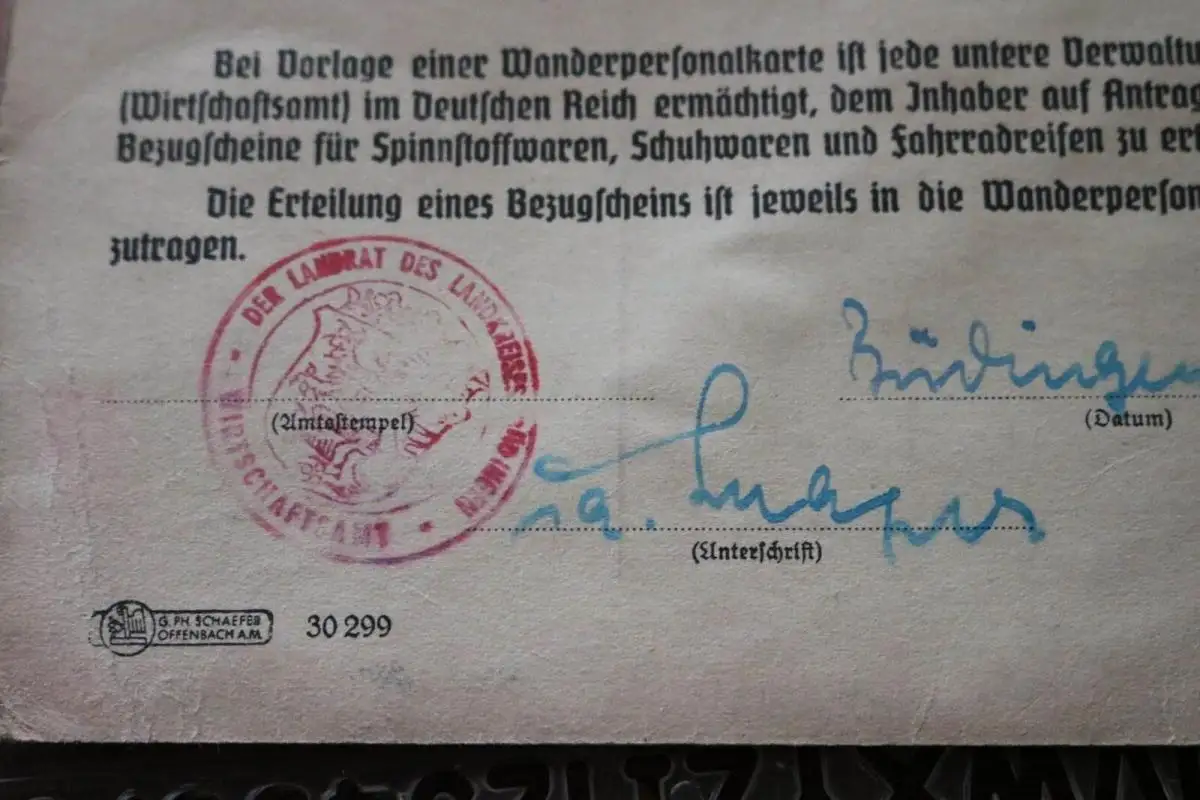 Bei Vorlage einer Wanderpersonalkarte ist jede untere Verwaltu
(Wirtschaftsamt) im Deutschen Reich ermächtigt, dem Inhaber auf Antrag
Bezugscheine für Spinnstoffwaren, Schuhwaren und Fahrradreifen zu ert
Die Erteilung eines Bezugscheins ist jeweils in die Wanderperson
zutragen.
DER LANDRAT DES LANDKREISES BÜDINGEN
WIRTSCHAFTSAMT
Büdingen
(Amtsstempel)
(Datum)
(Unterschrift)
G. PH. SCHAEFER
OFFENBACH A.M.
30 299